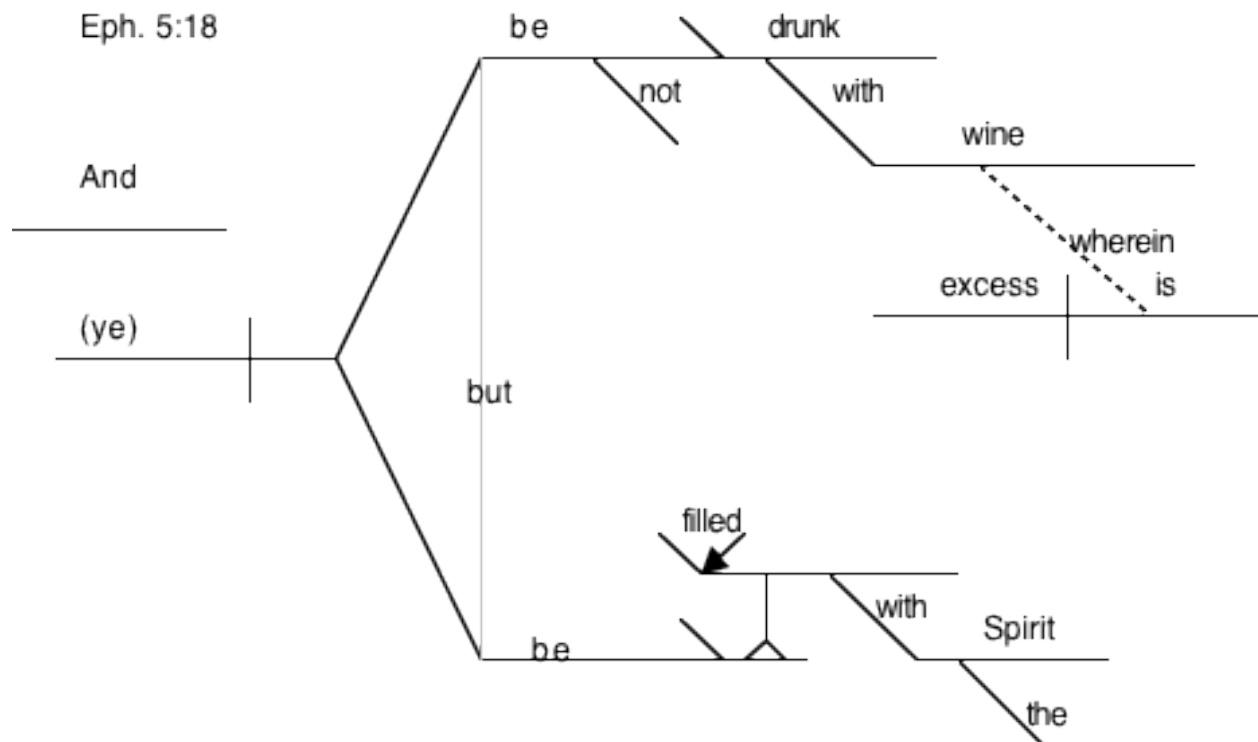 Eph. 5:18
be drunk
not with
wine
And
wherein
excess is
(ye)
but
filled
with
Spirit
be
the